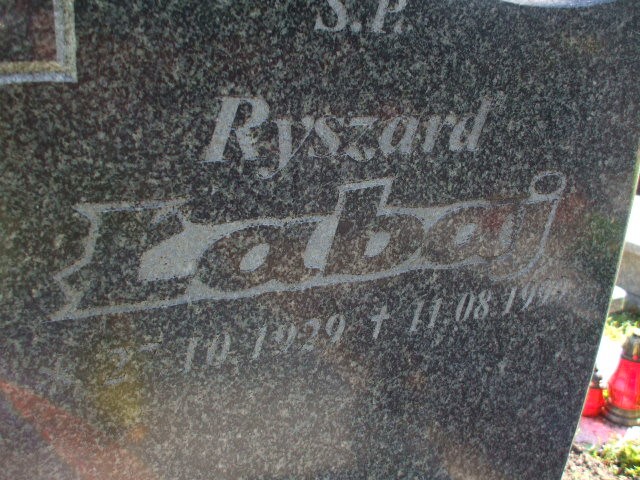 S.P.
Ryszard
Łabaj
10.1929 + 11.08.